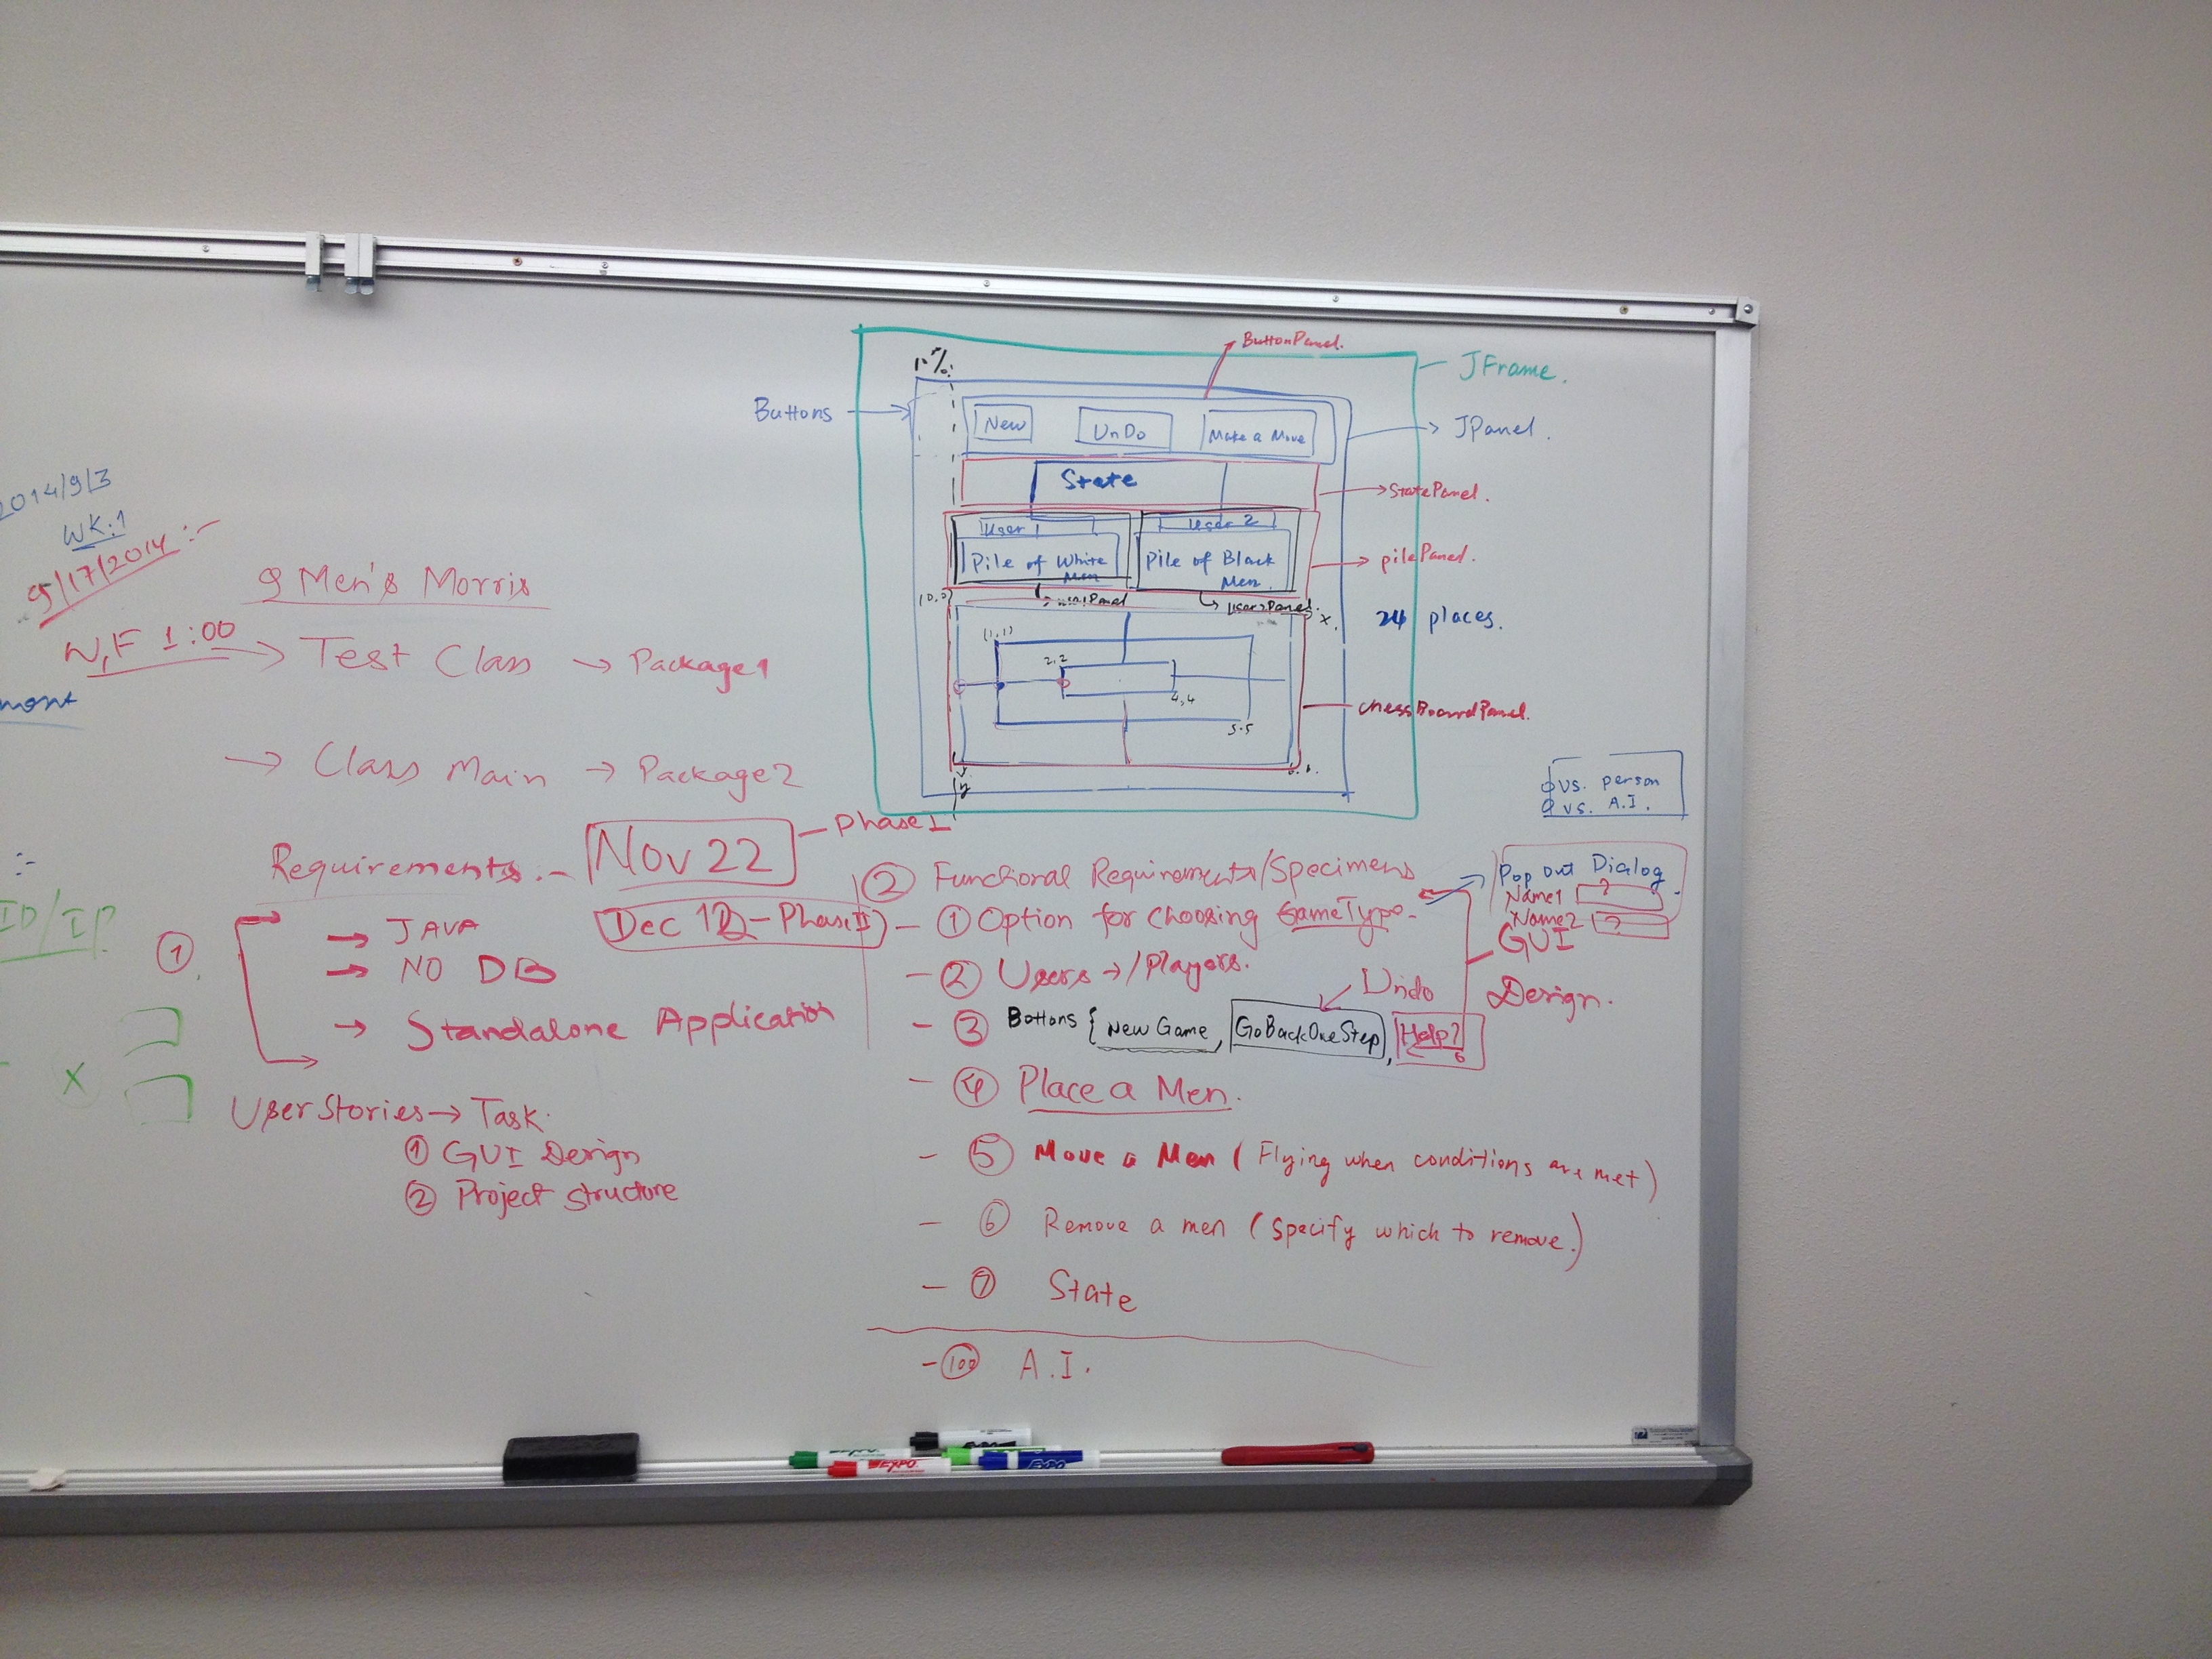 2014/9/3
WK:1
9/17/2014 :-
9 Men's Morris
W,F 1:00 → Test Class → Package1
→ Class Main → Package2
Requirements :- Nov 22 - Phase I
Dec 12 - Phase II
①
→ JAVA
→ NO DB
→ Standalone Application
User Stories → Task.
① GUI Design
② Project Structure
:-
ID/IP
x
ButtonPanel.
JFrame.
10%
Buttons
New
UnDo
Make a Move
JPanel.
State
StatePanel.
User 1
User 2
Pile of White Men
Pile of Black Men.
pilePanel.
User2Panel.
(0,0)
x.
24 places.
(1,1)
2,2
4,4
5.5
6.6.
y
chessBoardPanel.
vs. person
vs. A.I.
② Functional Requirements/Specimens
Pop out Dialog
Name1 ?
Name2 ?
- ① Option for choosing GameType.
GUI Design.
- ② Users → /Players.
Undo
- ③ Buttons { New Game, GoBackOneStep, Help?
- ④ Place a Men.
- ⑤ Move a Men ( Flying when conditions are met )
- ⑥ Remove a men ( Specify which to remove. )
- ⑦ State
- (100) A.I.
EXPO
EXPO